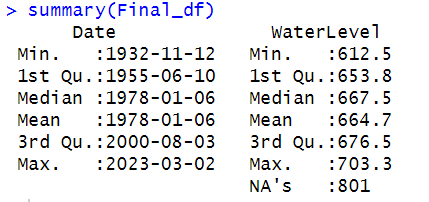 > summary(Final_df)
Date WaterLevel
Min. :1932-11-12 Min. :612.5
1st Qu.:1955-06-10 1st Qu.:653.8
Median :1978-01-06 Median :667.5
Mean :1978-01-06 Mean :664.7
3rd Qu.:2000-08-03 3rd Qu.:676.5
Max. :2023-03-02 Max. :703.3
NA's :801